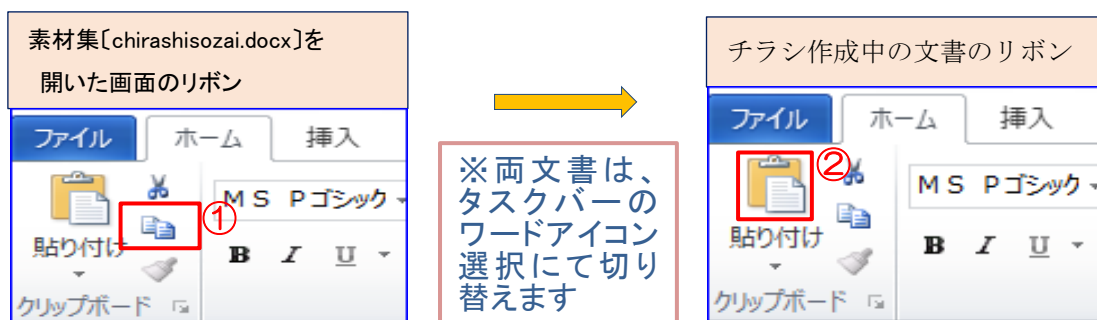 素材集〔chirashisozai.docx〕を
開いた画面のリボン
ファイル ホーム 挿入
①
ＭＳ Ｐゴシック
貼り付け
B I U
クリップボード
※両文書は、
タスクバーの
ワードアイコン
選択にて切り
替えます
チラシ作成中の文書のリボン
ファイル ホーム 挿入
②
ＭＳ Ｐゴシック
貼り付け
B I U
クリップボード